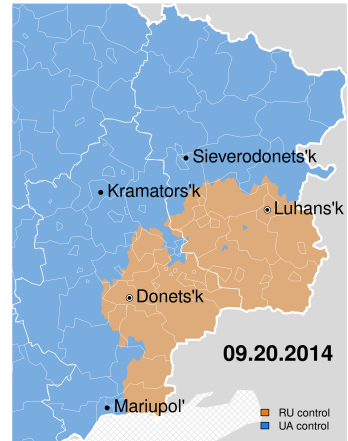 Sieverodonets'k
Kramators'k
Luhans'k
Donets'k
09.20.2014
Mariupol'
RU control
UA control